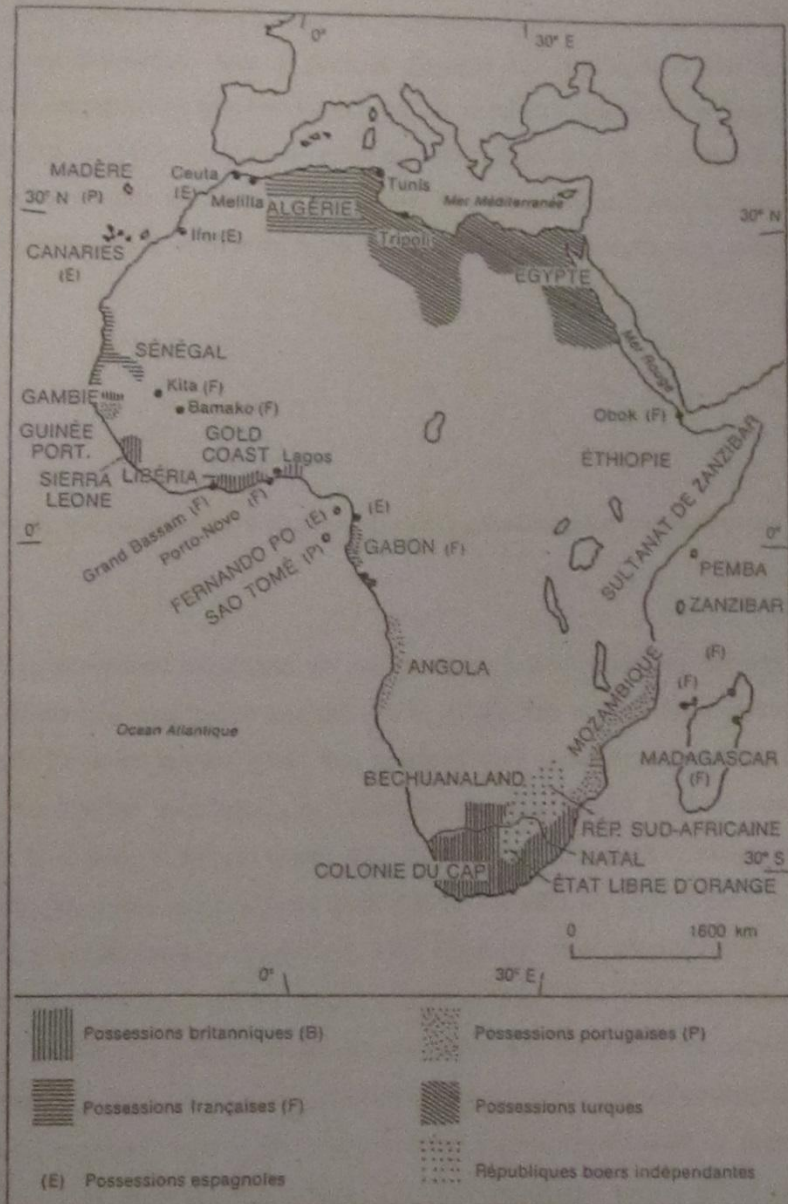 0°
30° E
MADÈRE
30° N (P)
Ceuta
(E)
Melilla
ALGÉRIE
Tunis
Mer Méditerranée
30° N
CANARIES
(E)
Ifni (E)
Tripolis
EGYPTE
Mer Rouge
SÉNÉGAL
GAMBIE
Kita (F)
Bamako (F)
Obok (F)
GUINÉE
PORT.
GOLD
COAST
Lagos
ÉTHIOPIE
SIERRA
LEONE
LIBÉRIA
SULTANAT DE ZANZIBAR
0°
Grand Bassam (F)
Porto-Novo (F)
FERNANDO PO (E)
SAO TOMÉ (P)
(E)
GABON (F)
0°
PEMBA
ZANZIBAR
ANGOLA
(F)
(F)
MOZAMBIQUE
Ocean Atlantique
MADAGASCAR
(F)
BECHUANALAND
RÉP. SUD-AFRICAINE
NATAL
30° S
COLONIE DU CAP
ÉTAT LIBRE D'ORANGE
0 1600 km
0°
30° E
Possessions britanniques (B)
Possessions portugaises (P)
Possessions françaises (F)
Possessions turques
(E) Possessions espagnoles
Républiques boers indépendantes